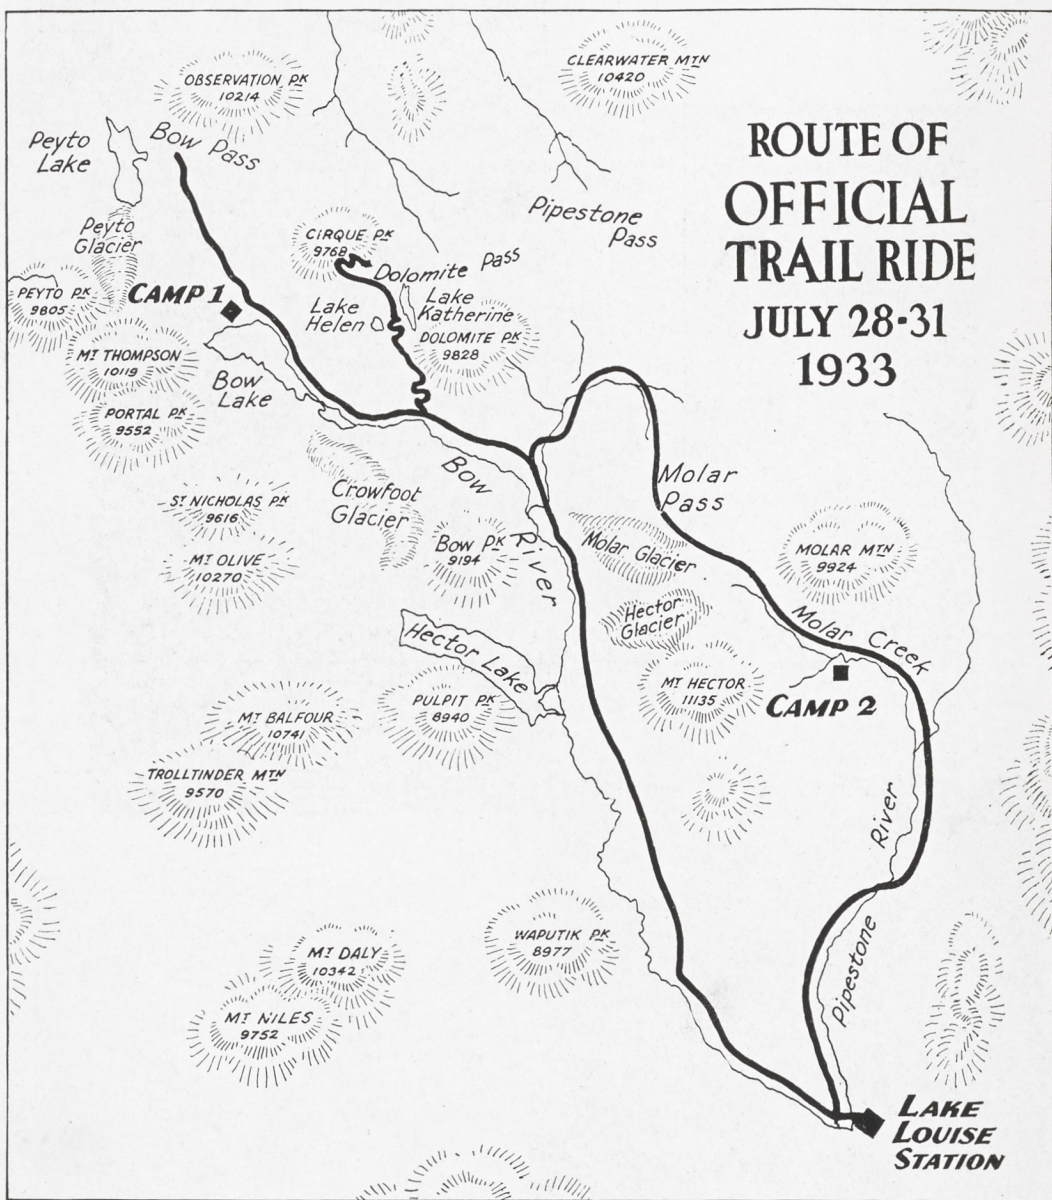 ROUTE OF
OFFICIAL
TRAIL RIDE
JULY 28-31
1933
OBSERVATION PK
10214
CLEARWATER MTN
10420
Peyto
Lake
Bow Pass
Peyto
Glacier
Pipestone
Pass
CIRQUE PK
9768
Dolomite Pass
PEYTO PK
9805
CAMP 1
Lake
Helen
Lake
Katherine
DOLOMITE PK
9828
MT THOMPSON
10119
Bow
Lake
PORTAL PK
9552
Bow
River
Molar
Pass
ST NICHOLAS PK
9616
Crowfoot
Glacier
MT OLIVE
10270
BOW PK
9194
Molar Glacier
MOLAR MTN
9924
Hector
Glacier
Molar Creek
Hector Lake
MT HECTOR
11135
CAMP 2
PULPIT PK
8940
MT BALFOUR
10741
TROLLTINDER MTN
9570
Pipestone
River
WAPUTIK PK
8977
MT DALY
10342
MT NILES
9752
LAKE
LOUISE
STATION